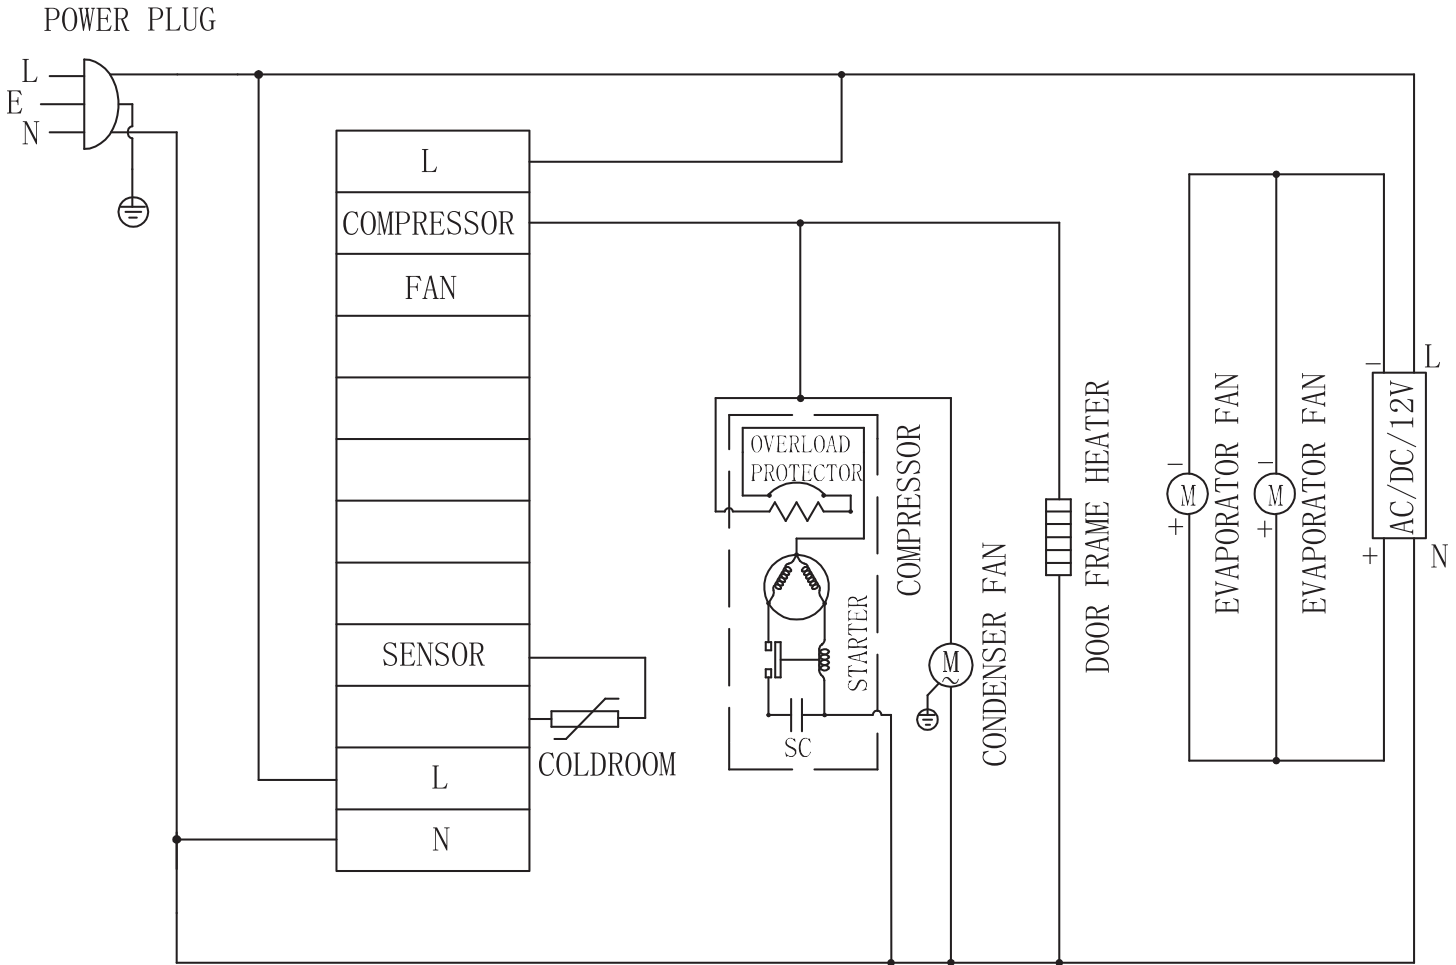 POWER PLUG
L
E
N
L
COMPRESSOR
FAN
SENSOR
L
N
COLDROOM
OVERLOAD
PROTECTOR
COMPRESSOR
STARTER
SC
M
~
CONDENSER FAN
DOOR FRAME HEATER
-
M
+
EVAPORATOR FAN
-
M
+
EVAPORATOR FAN
-
L
AC/DC/12V
+
N